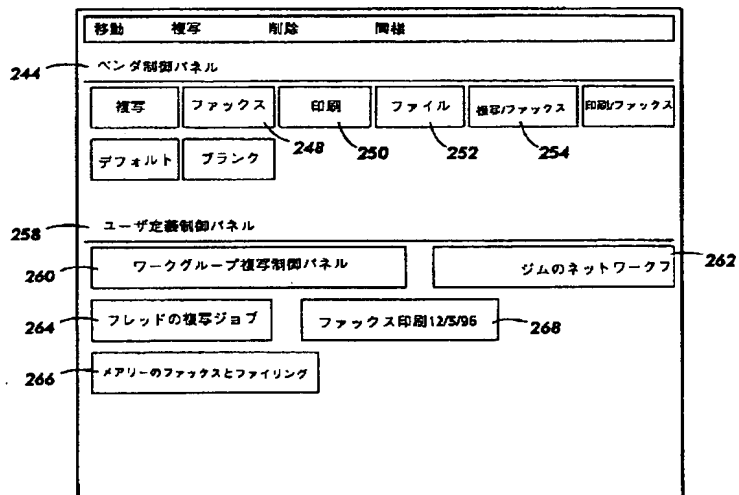 移動 複写 削除 同様
244 ベンダ制御パネル
複写 ファックス 印刷 ファイル 複写/ファックス 印刷/ファックス
248 250 252 254
デフォルト ブランク
258 ユーザ定義制御パネル
260 ワークグループ複写制御パネル ジムのネットワークフ 262
264 フレッドの複写ジョブ ファックス印刷12/5/96 268
266 メアリーのファックスとファイリング